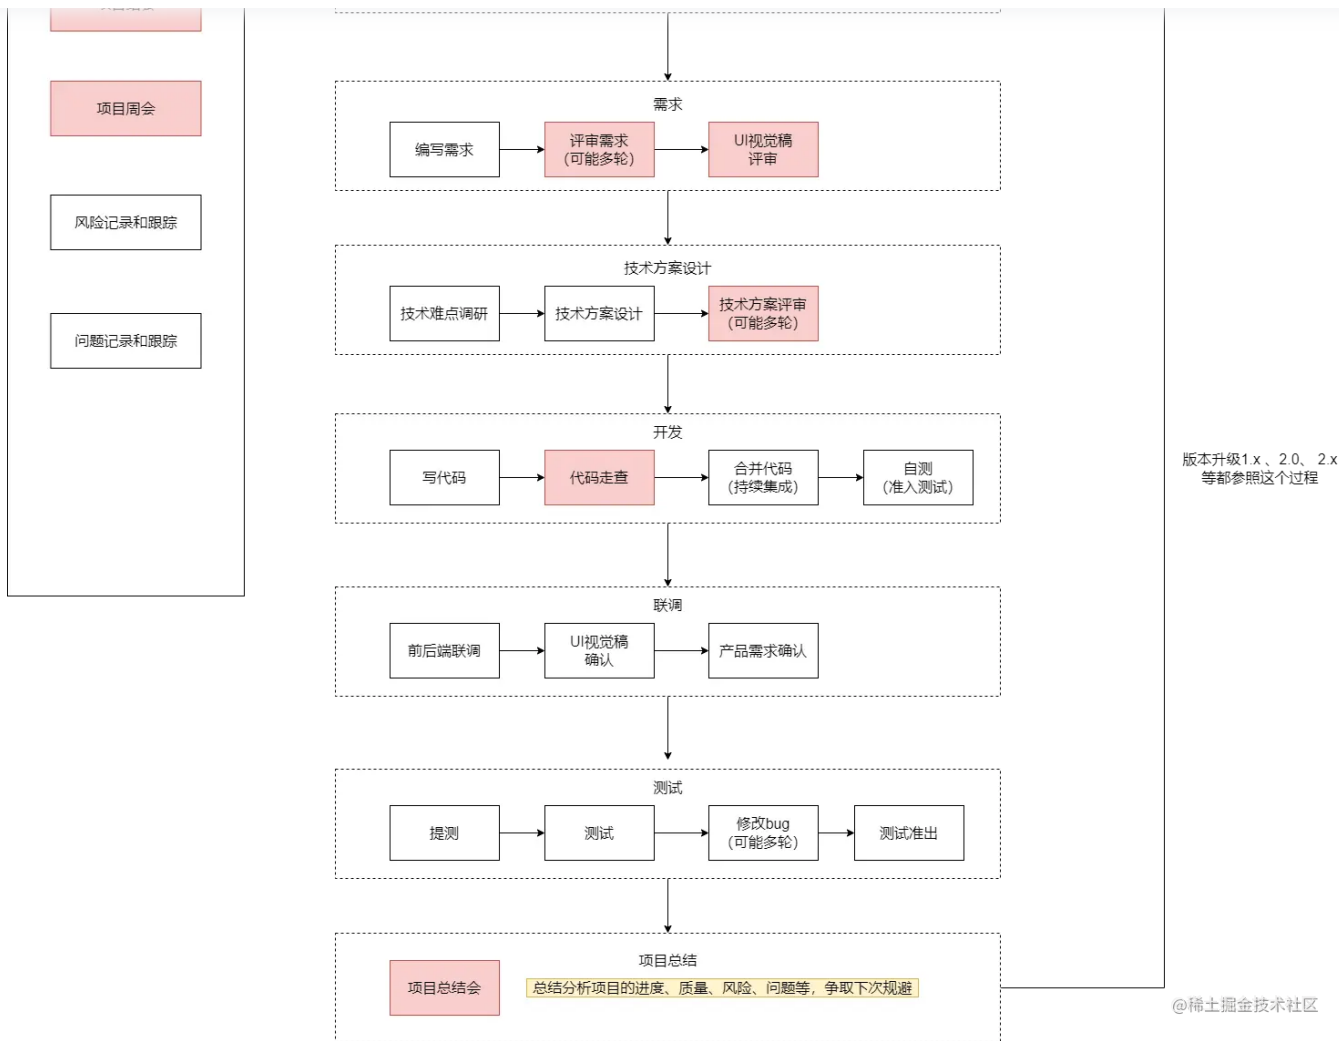 项目周会
风险记录和跟踪
问题记录和跟踪
需求
编写需求
评审需求
(可能多轮)
UI视觉稿
评审
技术方案设计
技术难点调研
技术方案设计
技术方案评审
(可能多轮)
开发
写代码
代码走查
合并代码
(持续集成)
自测
(准入测试)
联调
前后端联调
UI视觉稿
确认
产品需求确认
测试
提测
测试
修改bug
(可能多轮)
测试准出
项目总结
项目总结会
总结分析项目的进度、质量、风险、问题等，争取下次规避
版本升级1.x 、2.0、 2.x
等都参照这个过程
@稀土掘金技术社区